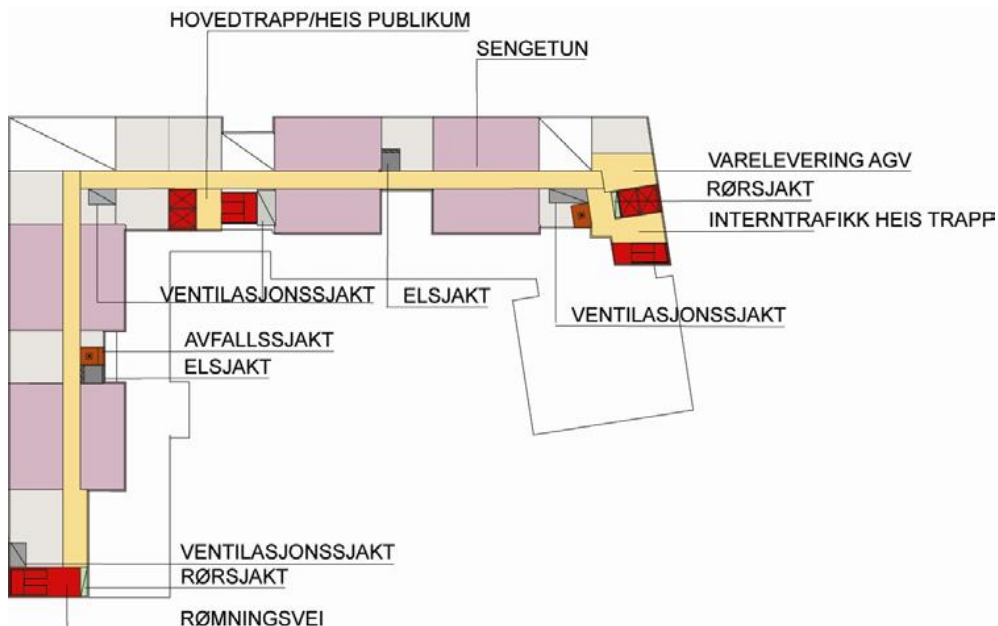 HOVEDTRAPP/HEIS PUBLIKUM
SENGETUN
VARELEVERING AGV
RØRSJAKT
INTERNTRAFIKK HEIS TRAPP
VENTILASJONSSJAKT
ELSJAKT
VENTILASJONSSJAKT
AVFALLSSJAKT
ELSJAKT
VENTILASJONSSJAKT
RØRSJAKT
RØMNINGSVEI